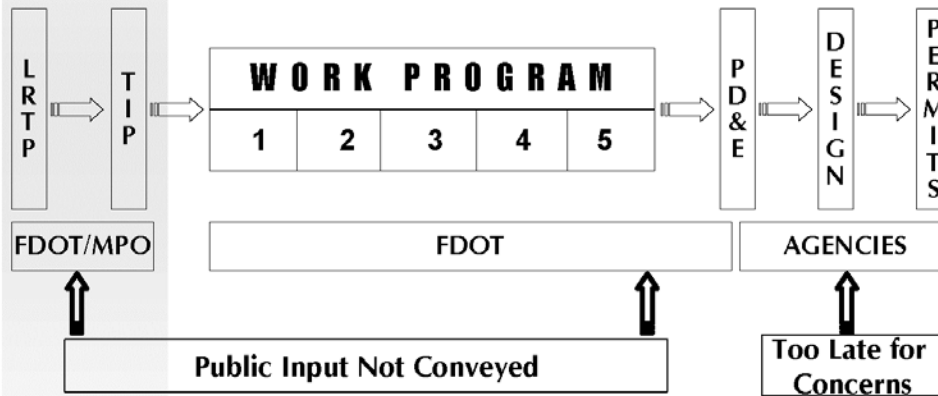 LRTP
TIP
WORK PROGRAM
1 2 3 4 5
PD&E
DESIGN
PERMITS
FDOT/MPO
FDOT
AGENCIES
Public Input Not Conveyed
Too Late for
Concerns